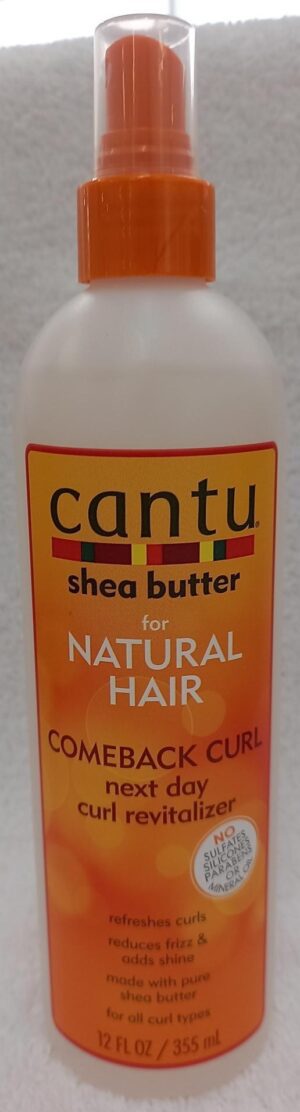 cantu®
shea butter
for
NATURAL
HAIR
COMEBACK CURL
next day
curl revitalizer
NO
SULFATES
SILICONES
PARABENS
OR
MINERAL OIL
refreshes curls
reduces frizz &
adds shine
made with pure
shea butter
for all curl types
12 FL OZ / 355 mL